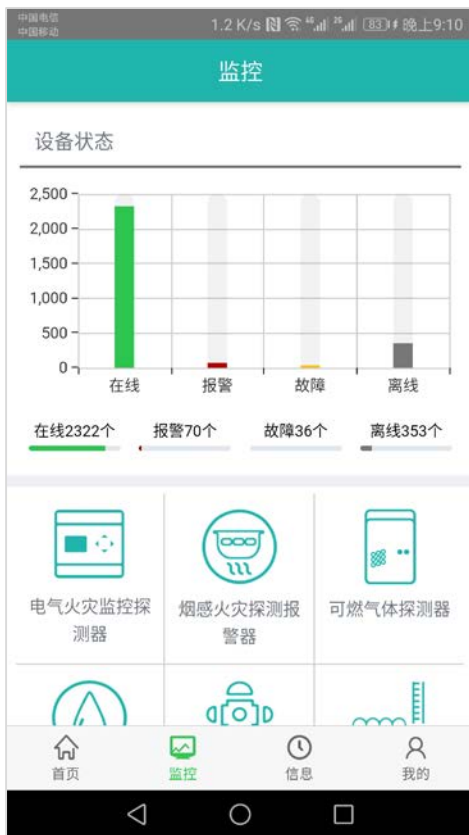 中国电信
中国移动
1.2 K/s 4G 2G 83 晚上9:10
监控
设备状态
2,500
2,000
1,500
1,000
500
0
在线 报警 故障 离线
在线2322个 报警70个 故障36个 离线353个
电气火灾监控探
测器
烟感火灾探测报
警器
可燃气体探测器
首页 监控 信息 我的